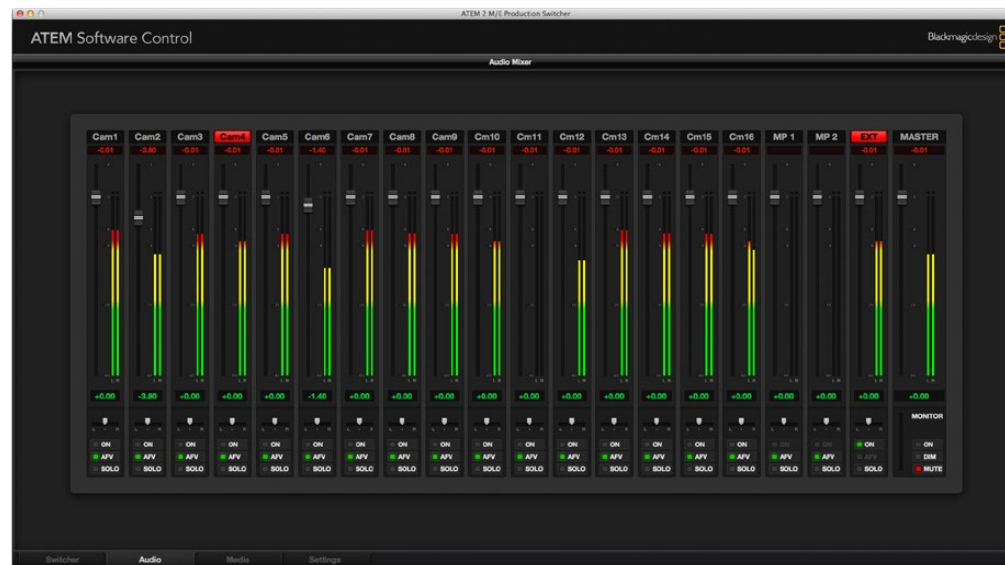 ATEM 2 M/E Production Switcher
ATEM Software Control
Blackmagicdesign
Audio Mixer
Cam1 Cam2 Cam3 Cam4 Cam5 Cam6 Cam7 Cam8 Cam9 Cm10 Cm11 Cm12 Cm13 Cm14 Cm15 Cm16 MP 1 MP 2 EXT MASTER
-0.01 -3.80 -0.01 -0.01 -0.01 -1.40 -0.01 -0.01 -0.01 -0.01 -0.01 -0.01 -0.01 -0.01 -0.01 -0.01 -0.01 -0.01
+0.00 -3.80 +0.00 +0.00 +0.00 -1.40 +0.00 +0.00 +0.00 +0.00 +0.00 +0.00 +0.00 +0.00 +0.00 +0.00 +0.00 +0.00 +0.00 +0.00
MONITOR
ON ON ON ON ON ON ON ON ON ON ON ON ON ON ON ON ON ON ON ON
AFV AFV AFV AFV AFV AFV AFV AFV AFV AFV AFV AFV AFV AFV AFV AFV AFV AFV AFV DIM
SOLO SOLO SOLO SOLO SOLO SOLO SOLO SOLO SOLO SOLO SOLO SOLO SOLO SOLO SOLO SOLO SOLO SOLO SOLO MUTE
Switcher Audio Media Settings